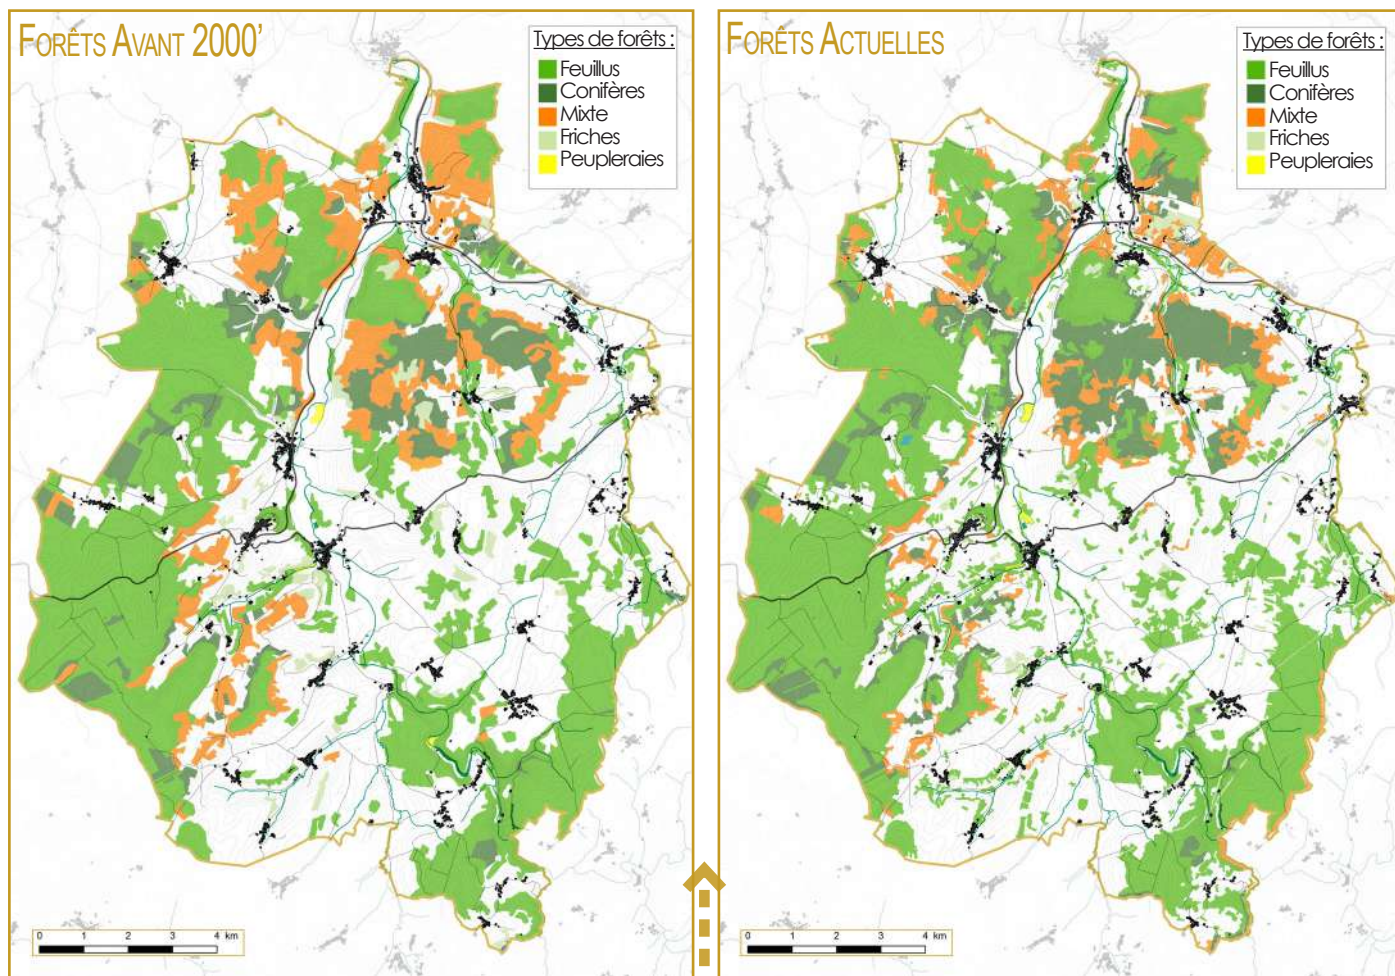 FORÊTS AVANT 2000'
Types de forêts :
Feuillus
Conifères
Mixte
Friches
Peupleraies
0 1 2 3 4 km
FORÊTS ACTUELLES
Types de forêts :
Feuillus
Conifères
Mixte
Friches
Peupleraies
0 1 2 3 4 km